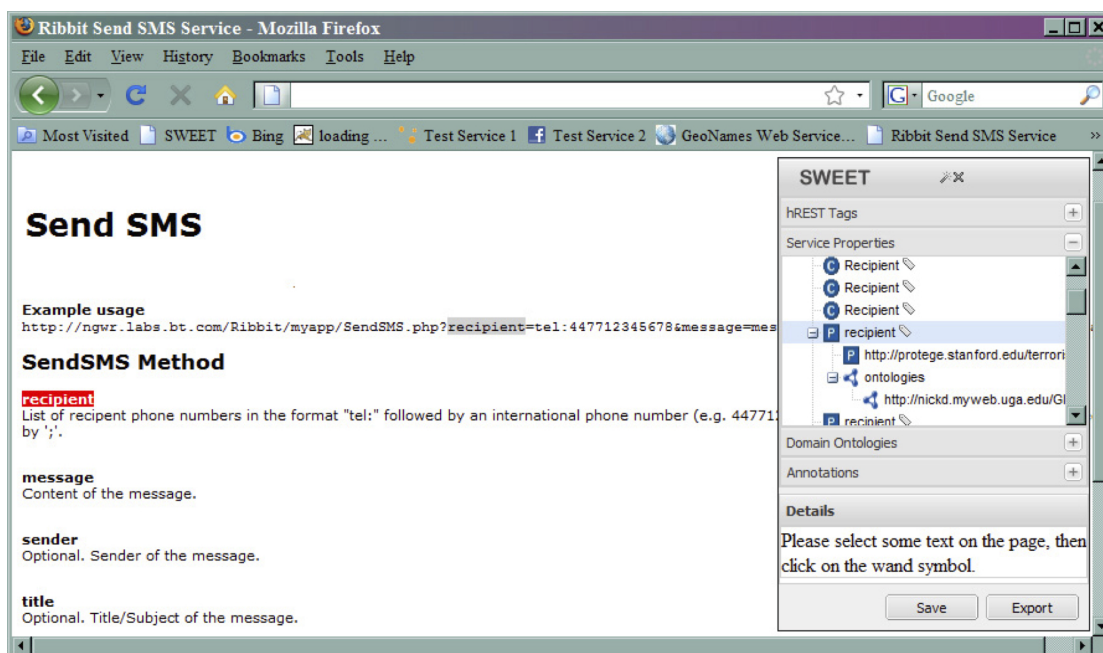 Ribbit Send SMS Service - Mozilla Firefox
File Edit View History Bookmarks Tools Help
G Google
Most Visited SWEET Bing loading ... Test Service 1 Test Service 2 GeoNames Web Service... Ribbit Send SMS Service »
Send SMS
Example usage
http://ngwr.labs.bt.com/Ribbit/myapp/SendSMS.php?recipient=tel:447712345678&message=mes
SendSMS Method
recipient
List of recipent phone numbers in the format "tel:" followed by an international phone number (e.g. 44771
by ';'.
message
Content of the message.
sender
Optional. Sender of the message.
title
Optional. Title/Subject of the message.
SWEET
hREST Tags
Service Properties
C Recipient
C Recipient
C Recipient
P recipient
P http://protege.stanford.edu/terroris
ontologies
http://nickd.myweb.uga.edu/Gl
P recipient
Domain Ontologies
Annotations
Details
Please select some text on the page, then
click on the wand symbol.
Save Export